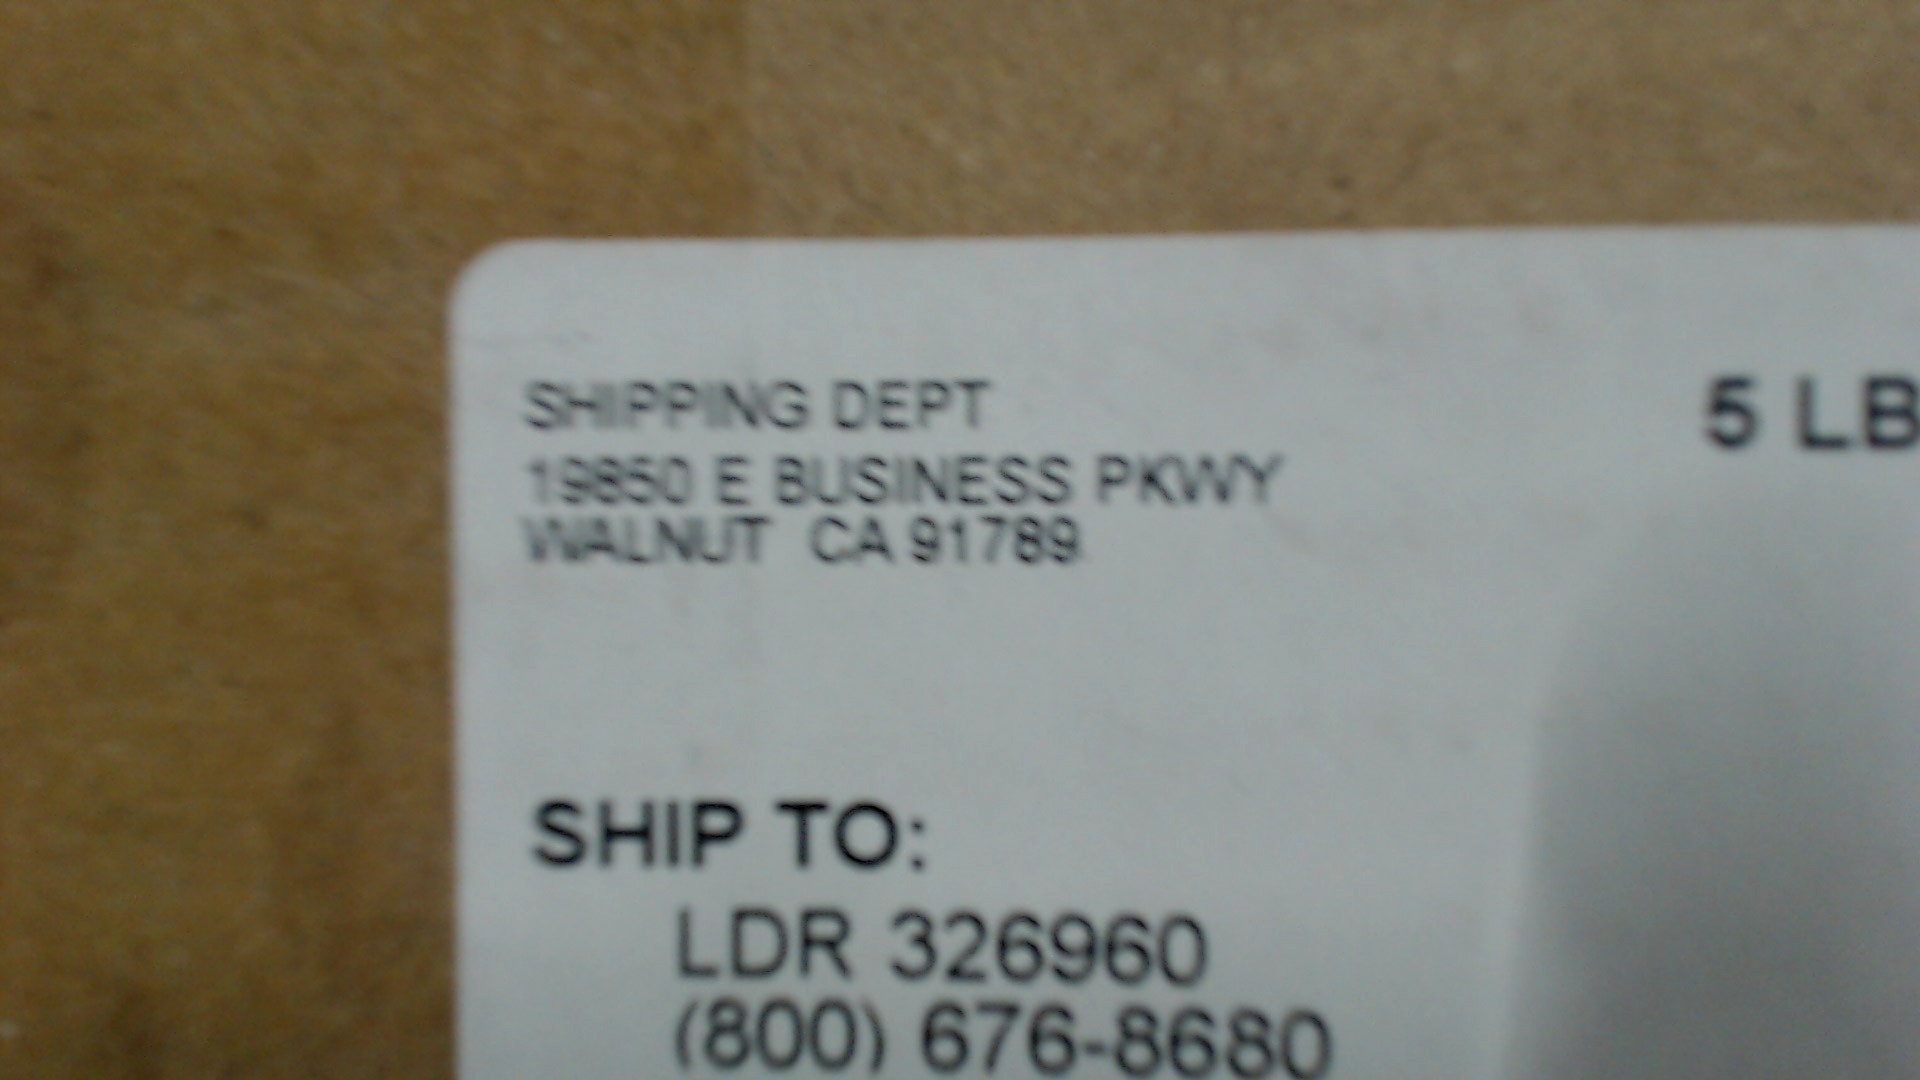 SHIPPING DEPT
19850 E BUSINESS PKWY
WALNUT CA 91789
5 LB
SHIP TO:
LDR 326960
(800) 676-8680